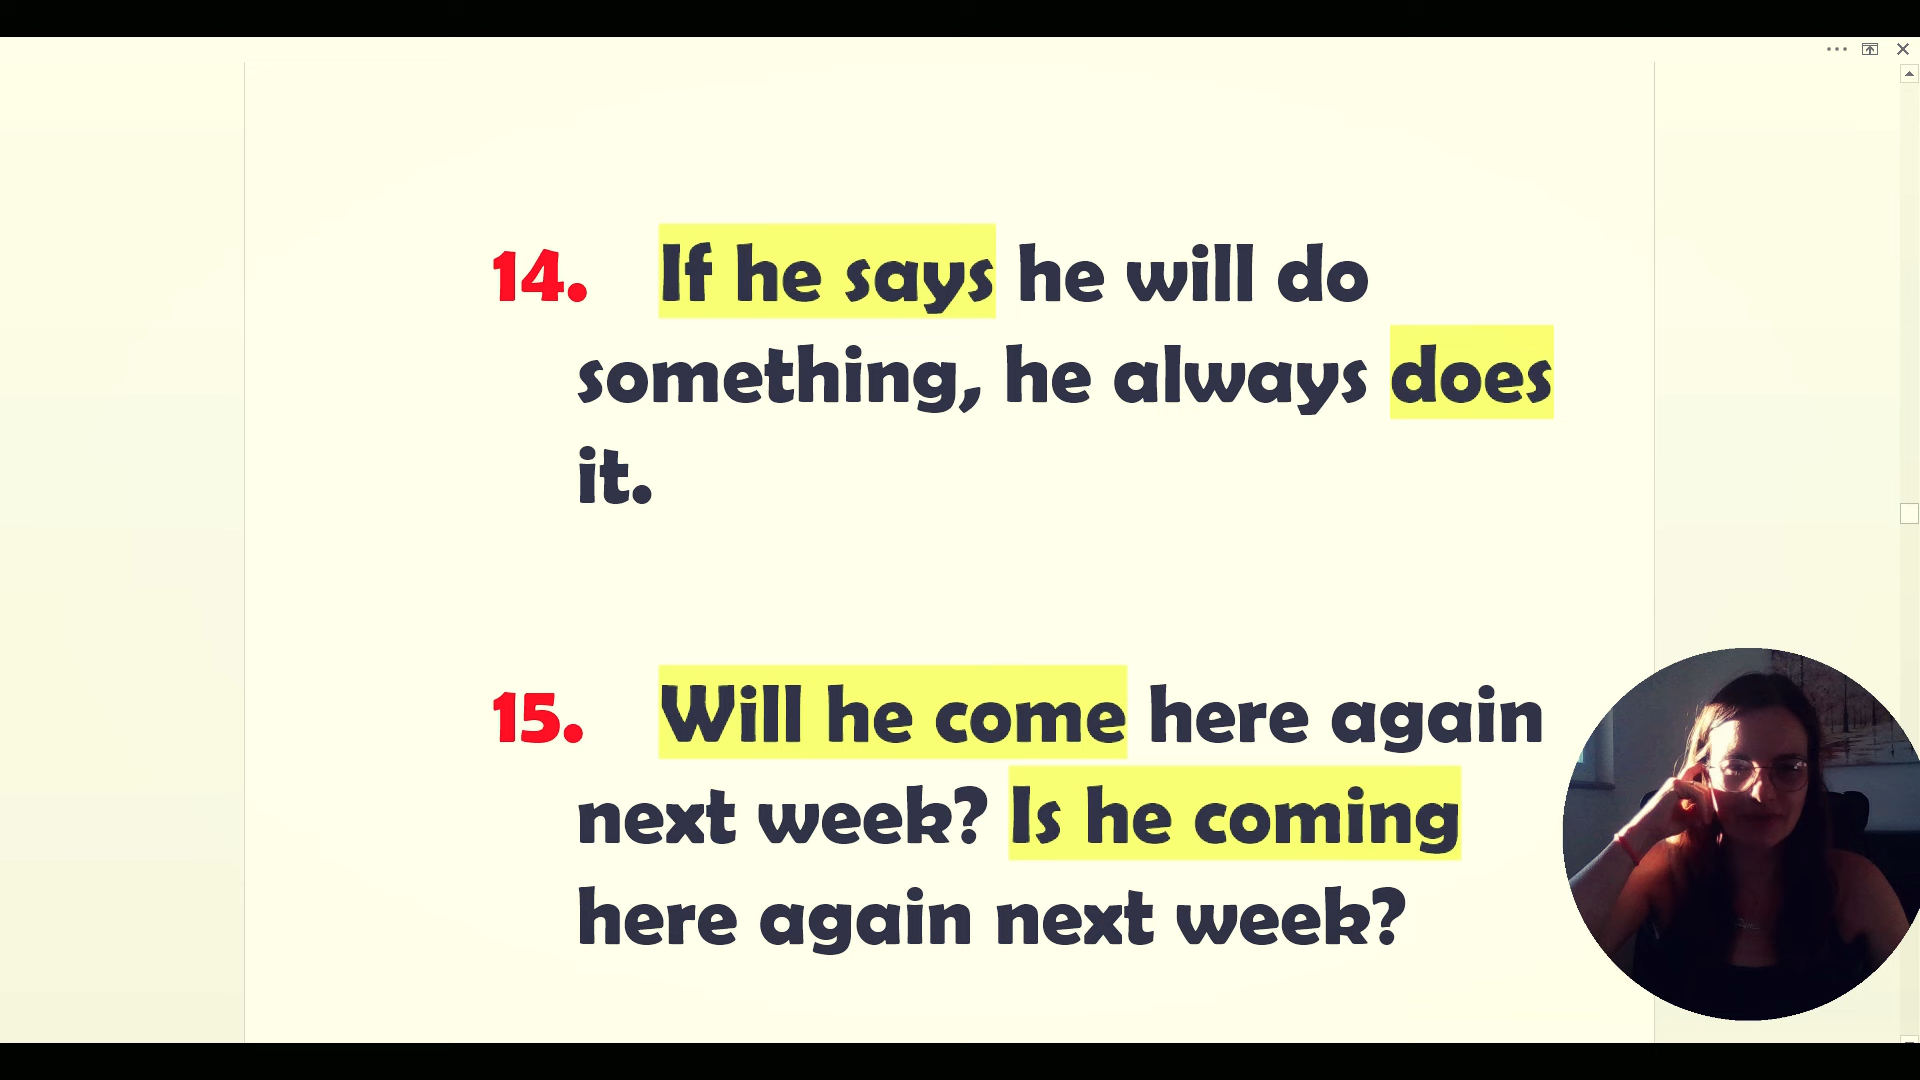 14. If he says he will do
something, he always does
it.
15. Will he come here again
next week? Is he coming
here again next week?